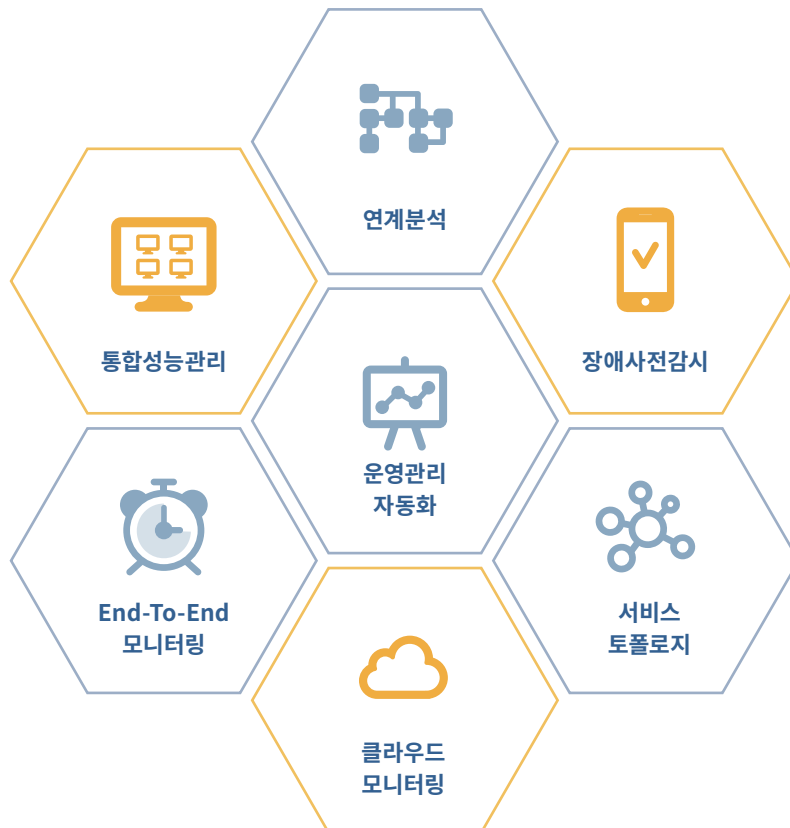 연계분석
통합성능관리
장애사전감시
운영관리
자동화
End-To-End
모니터링
서비스
토폴로지
클라우드
모니터링